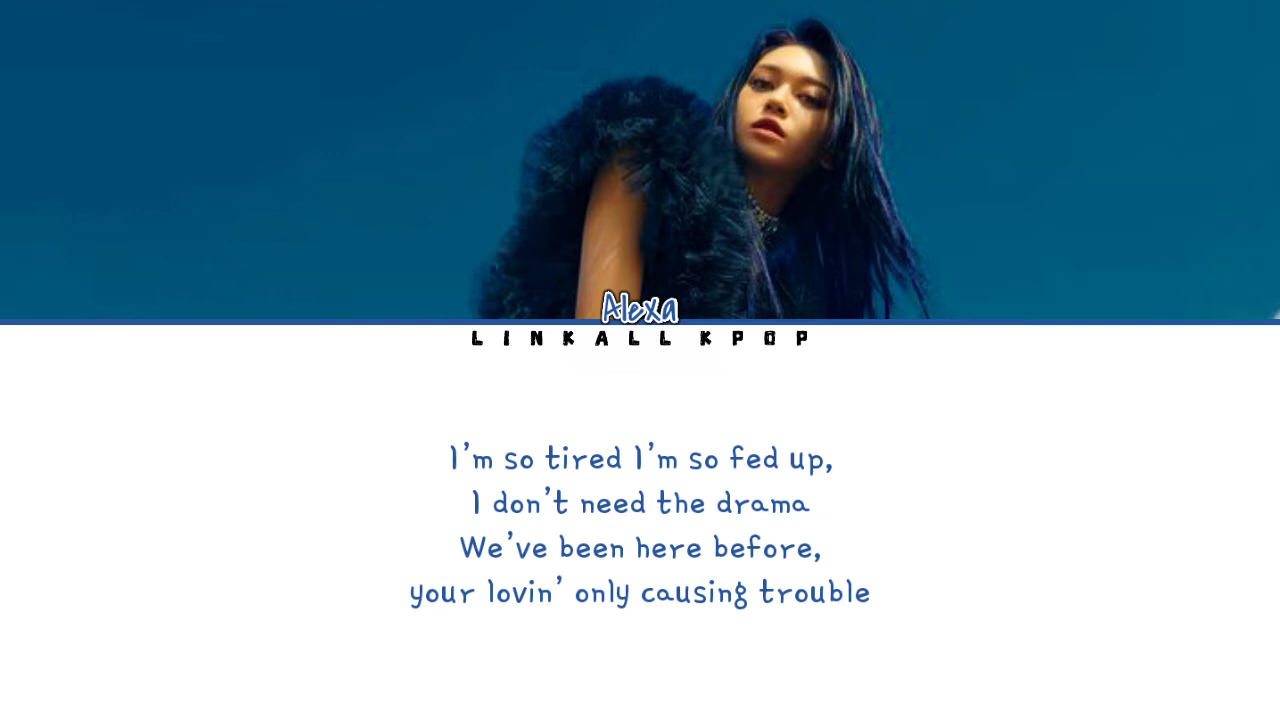 Alexa
LINKALL KPOP
I'm so tired I'm so fed up,
I don't need the drama
We've been here before,
your lovin' only causing trouble